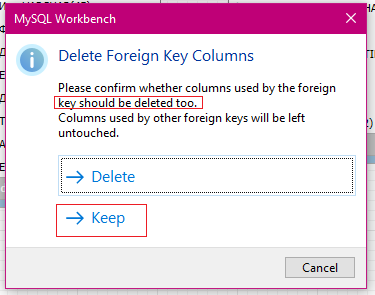 MySQL Workbench
Delete Foreign Key Columns
Please confirm whether columns used by the foreign
key should be deleted too.
Columns used by other foreign keys will be left
untouched.
Delete
Keep
Cancel